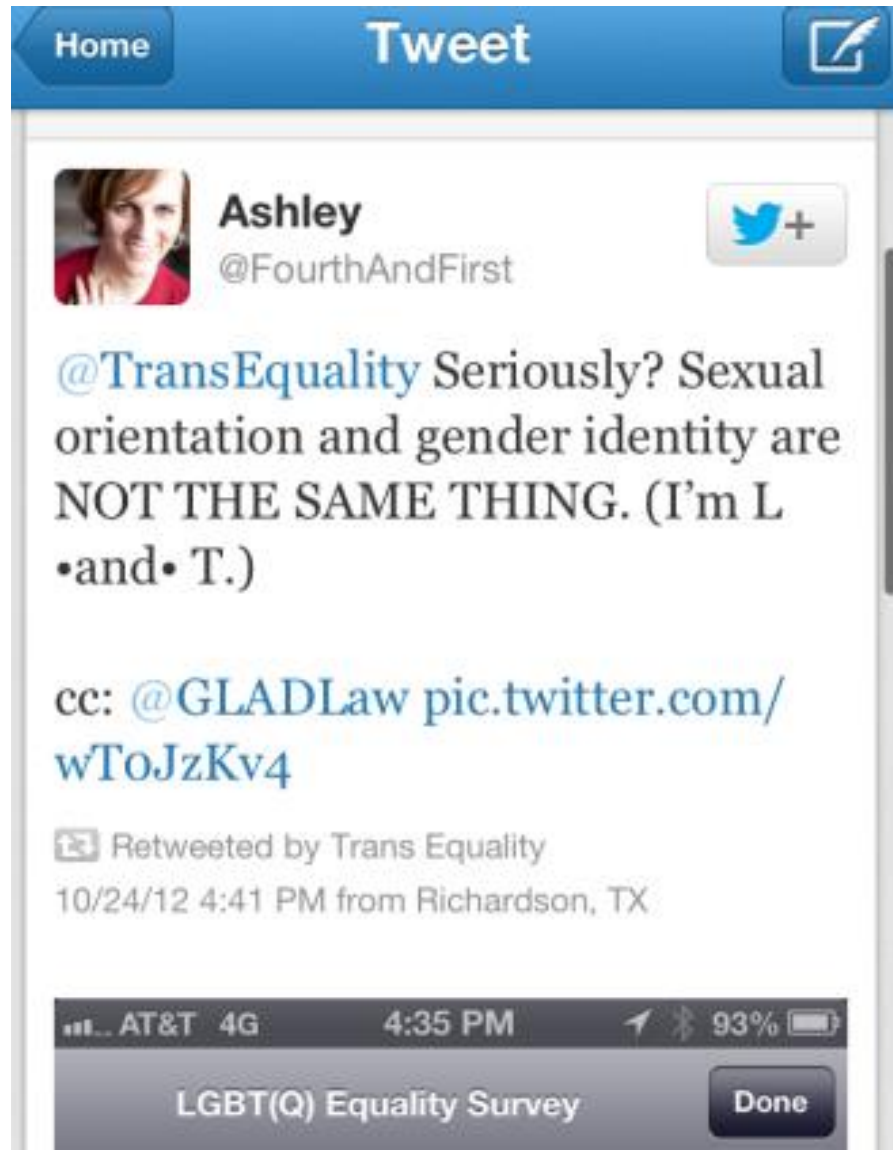 Home
Tweet
Ashley
@FourthAndFirst
@TransEquality Seriously? Sexual
orientation and gender identity are
NOT THE SAME THING. (I’m L
•and• T.)
cc: @GLADLaw pic.twitter.com/
wT0JzKv4
Retweeted by Trans Equality
10/24/12 4:41 PM from Richardson, TX
AT&T 4G 4:35 PM 93%
LGBT(Q) Equality Survey
Done